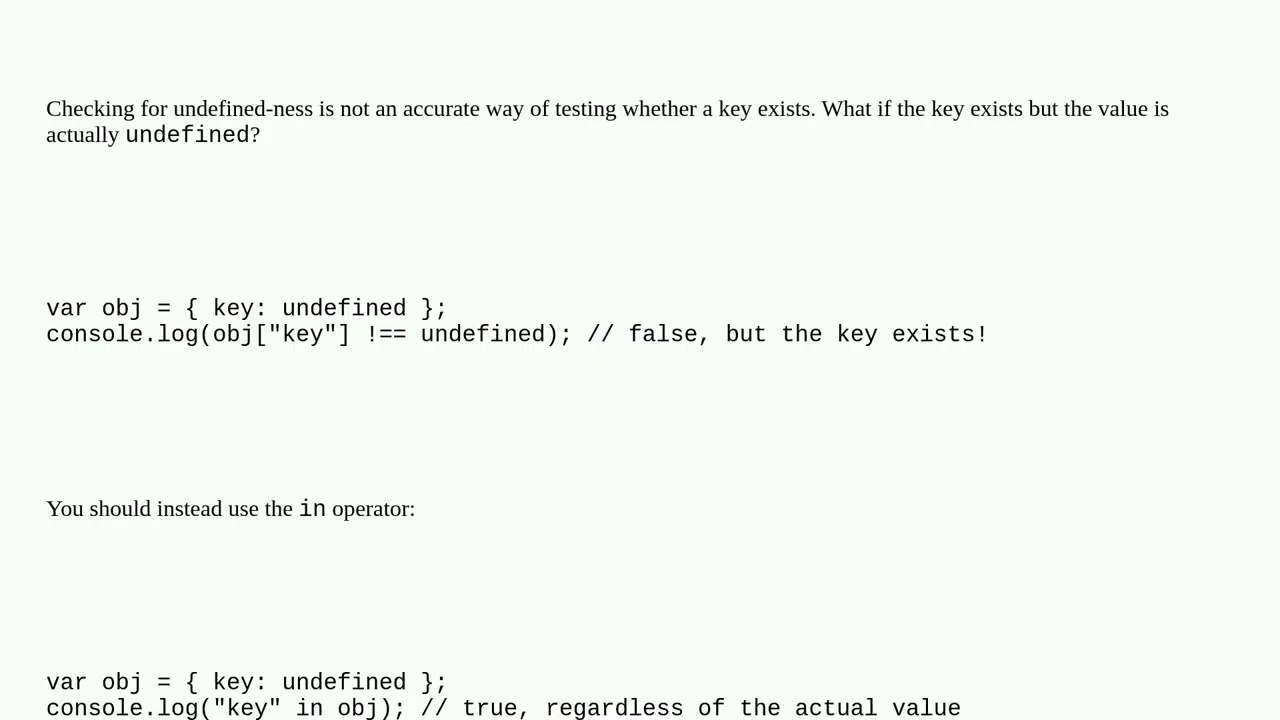 Checking for undefined-ness is not an accurate way of testing whether a key exists. What if the key exists but the value is
actually undefined?
var obj = { key: undefined };
console.log(obj["key"] !== undefined); // false, but the key exists!
You should instead use the in operator:
var obj = { key: undefined };
console.log("key" in obj); // true, regardless of the actual value